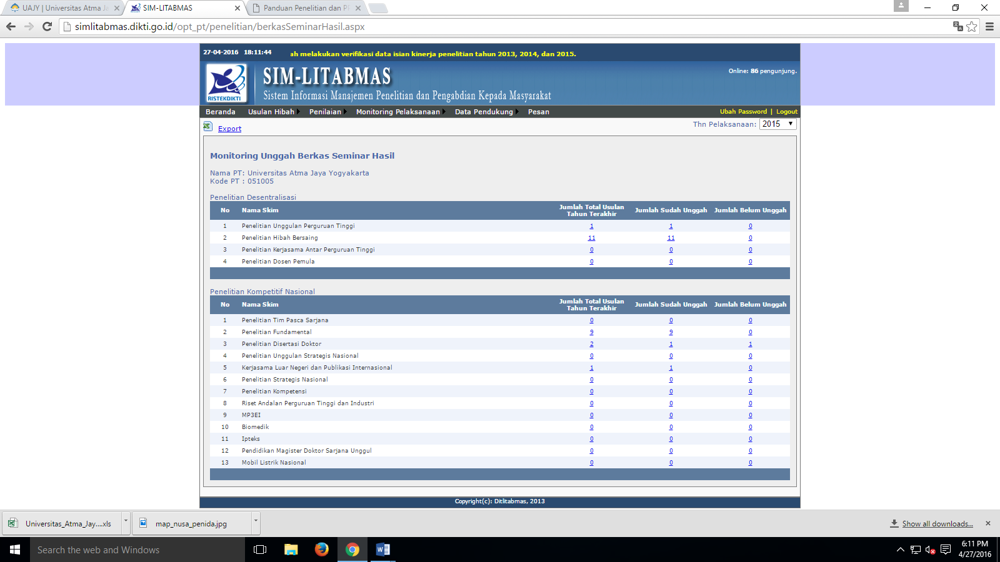 UAJY | Universitas Atma Ja
SIM-LITABMAS
Panduan Penelitian dan PP
simlitabmas.dikti.go.id/opt_pt/penelitian/berkasSeminarHasil.aspx
27-04-2016 18:11:44
ah melakukan verifikasi data isian kinerja penelitian tahun 2013, 2014, dan 2015.
RISTEKDIKTI
SIM-LITABMAS
Sistem Informasi Manajemen Penelitian dan Pengabdian Kepada Masyarakat
Online: 86 pengunjung.
Beranda Usulan Hibah Penilaian Monitoring Pelaksanaan Data Pendukung Pesan Ubah Password | Logout
Export
Thn Pelaksanaan: 2015
Monitoring Unggah Berkas Seminar Hasil
Nama PT: Universitas Atma Jaya Yogyakarta
Kode PT : 051005
Penelitian Desentralisasi
No Nama Skim Jumlah Total Usulan Tahun Terakhir Jumlah Sudah Unggah Jumlah Belum Unggah
1 Penelitian Unggulan Perguruan Tinggi 1 1 0
2 Penelitian Hibah Bersaing 11 11 0
3 Penelitian Kerjasama Antar Perguruan Tinggi 0 0 0
4 Penelitian Dosen Pemula 0 0 0
Penelitian Kompetitif Nasional
No Nama Skim Jumlah Total Usulan Tahun Terakhir Jumlah Sudah Unggah Jumlah Belum Unggah
1 Penelitian Tim Pasca Sarjana 0 0 0
2 Penelitian Fundamental 9 9 0
3 Penelitian Disertasi Doktor 2 1 1
4 Penelitian Unggulan Strategis Nasional 0 0 0
5 Kerjasama Luar Negeri dan Publikasi Internasional 1 1 0
6 Penelitian Strategis Nasional 0 0 0
7 Penelitian Kompetensi 0 0 0
8 Riset Andalan Perguruan Tinggi dan Industri 0 0 0
9 MP3EI 0 0 0
10 Biomedik 0 0 0
11 Ipteks 0 0 0
12 Pendidikan Magister Doktor Sarjana Unggul 0 0 0
13 Mobil Listrik Nasional 0 0 0
Copyright(c): Ditlitabmas, 2013
Universitas_Atma_Jay....xls
map_nusa_penida.jpg
Show all downloads...
Search the web and Windows
6:11 PM
4/27/2016